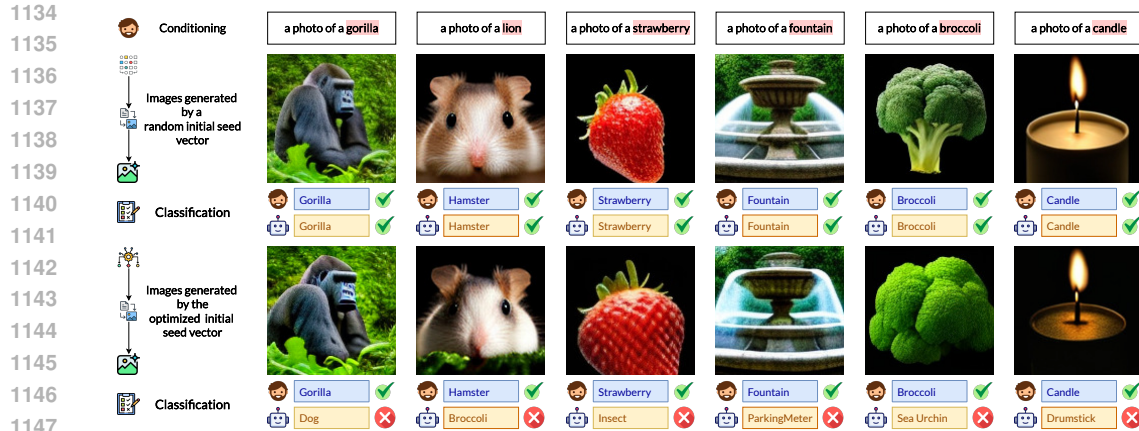 1134
1135
1136
1137
1138
1139
1140
1141
1142
1143
1144
1145
1146
1147
Conditioning
a photo of a gorilla
a photo of a lion
a photo of a strawberry
a photo of a fountain
a photo of a broccoli
a photo of a candle
Images generated
by a
random initial seed
vector
Classification
Gorilla
Hamster
Strawberry
Fountain
Broccoli
Candle
Gorilla
Hamster
Strawberry
Fountain
Broccoli
Candle
Images generated
by the
optimized initial
seed vector
Classification
Gorilla
Hamster
Strawberry
Fountain
Broccoli
Candle
Dog
Broccoli
Insect
ParkingMeter
Sea Urchin
Drumstick